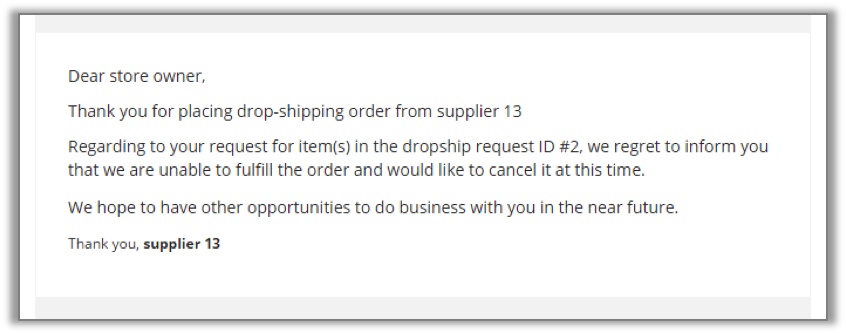 Dear store owner,
Thank you for placing drop-shipping order from supplier 13
Regarding to your request for item(s) in the dropship request ID #2, we regret to inform you
that we are unable to fulfill the order and would like to cancel it at this time.
We hope to have other opportunities to do business with you in the near future.
Thank you, supplier 13